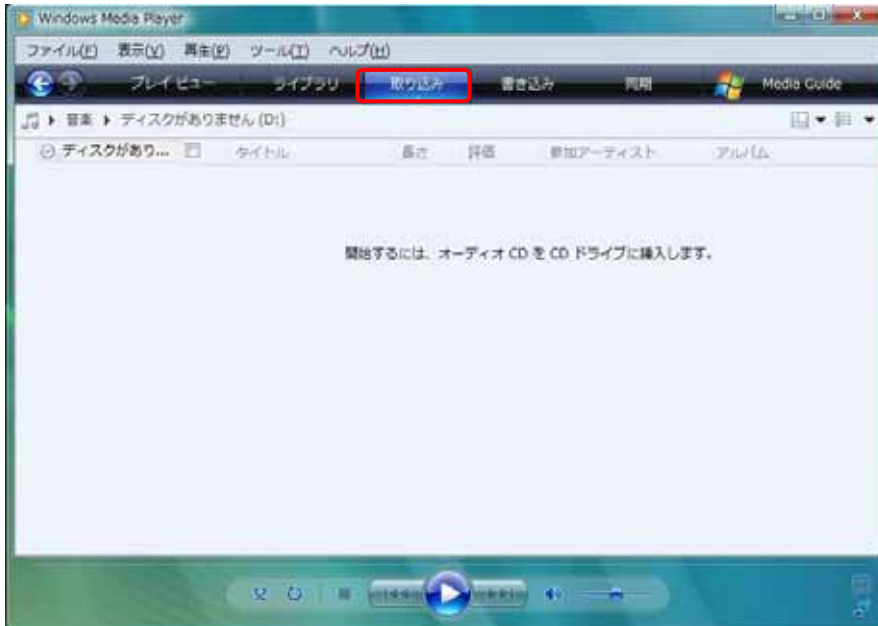 Windows Media Player
ファイル(F) 表示(V) 再生(P) ツール(T) ヘルプ(H)
プレイ ビュー ライブラリ 取り込み 書き込み 同期 Media Guide
音楽 ディスクがありません (D:)
ディスクがあり... タイトル 長さ 評価 参加アーティスト アルバム
開始するには、オーディオ CD を CD ドライブに挿入します。